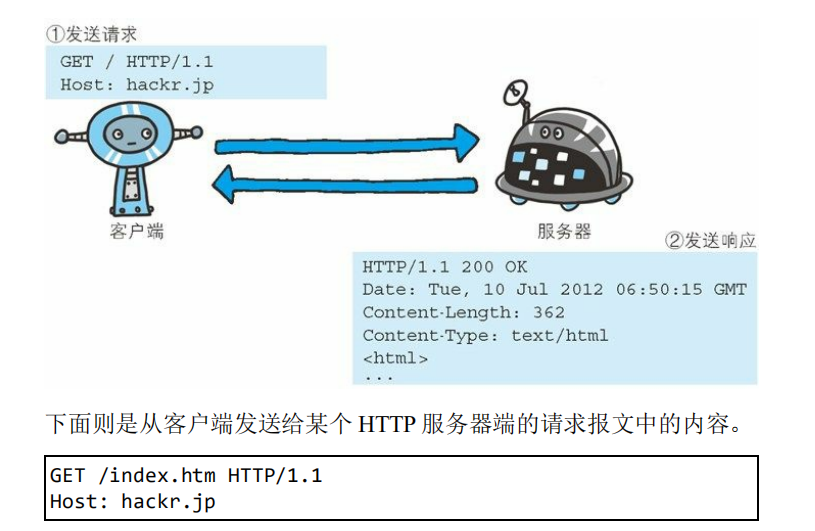 ①发送请求
GET / HTTP/1.1
Host: hackr.jp
客户端
服务器
②发送响应
HTTP/1.1 200 OK
Date: Tue, 10 Jul 2012 06:50:15 GMT
Content-Length: 362
Content-Type: text/html
<html>
...
下面则是从客户端发送给某个 HTTP 服务器端的请求报文中的内容。
GET /index.htm HTTP/1.1
Host: hackr.jp